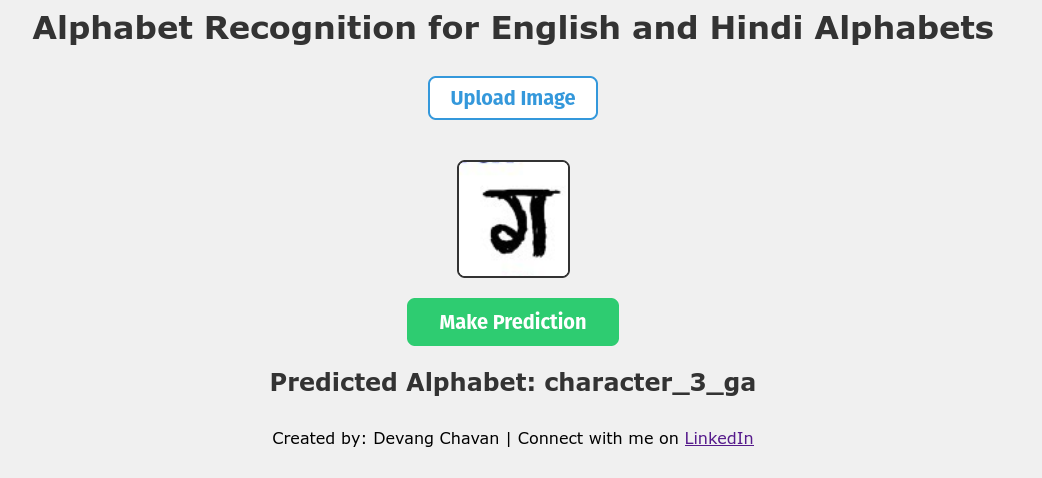 Alphabet Recognition for English and Hindi Alphabets
Upload Image
ग
Make Prediction
Predicted Alphabet: character_3_ga
Created by: Devang Chavan | Connect with me on LinkedIn